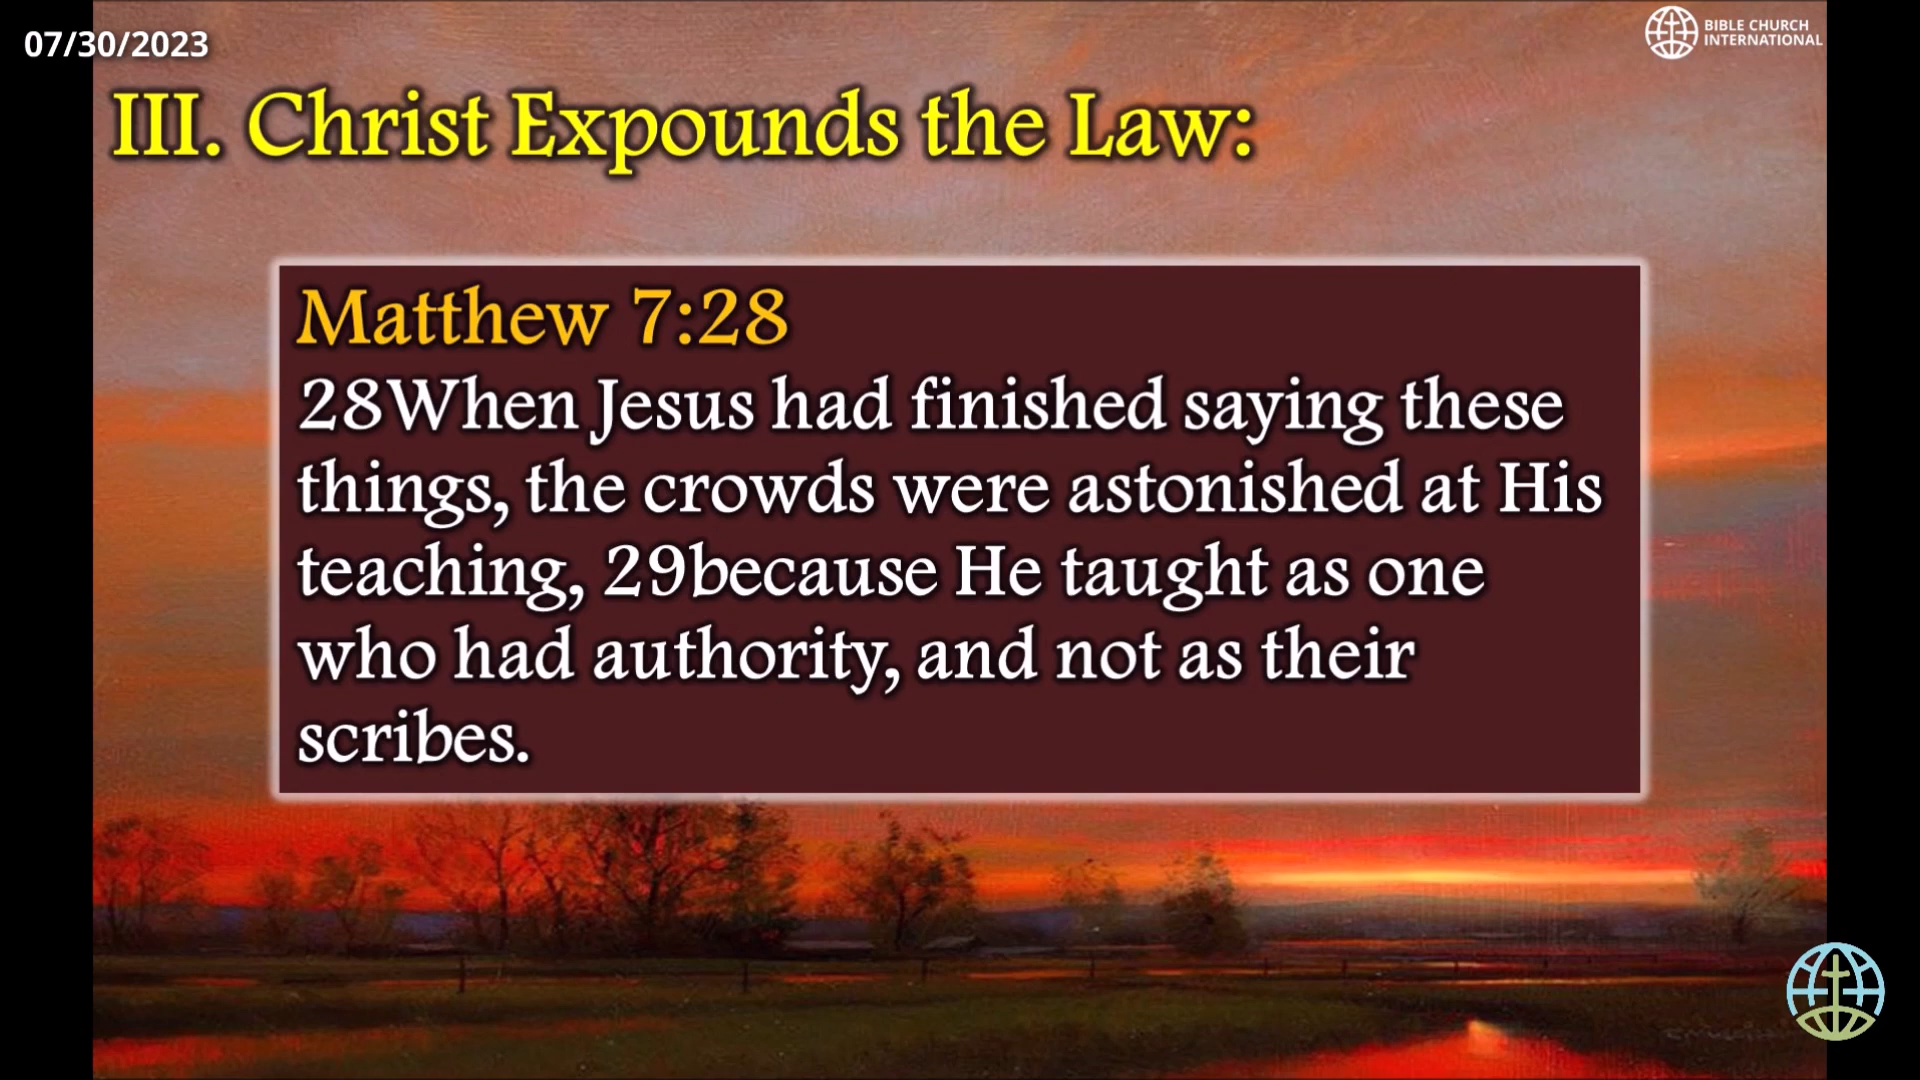 07/30/2023
BIBLE CHURCH
INTERNATIONAL
III. Christ Expounds the Law:
Matthew 7:28
28When Jesus had finished saying these
things, the crowds were astonished at His
teaching, 29because He taught as one
who had authority, and not as their
scribes.